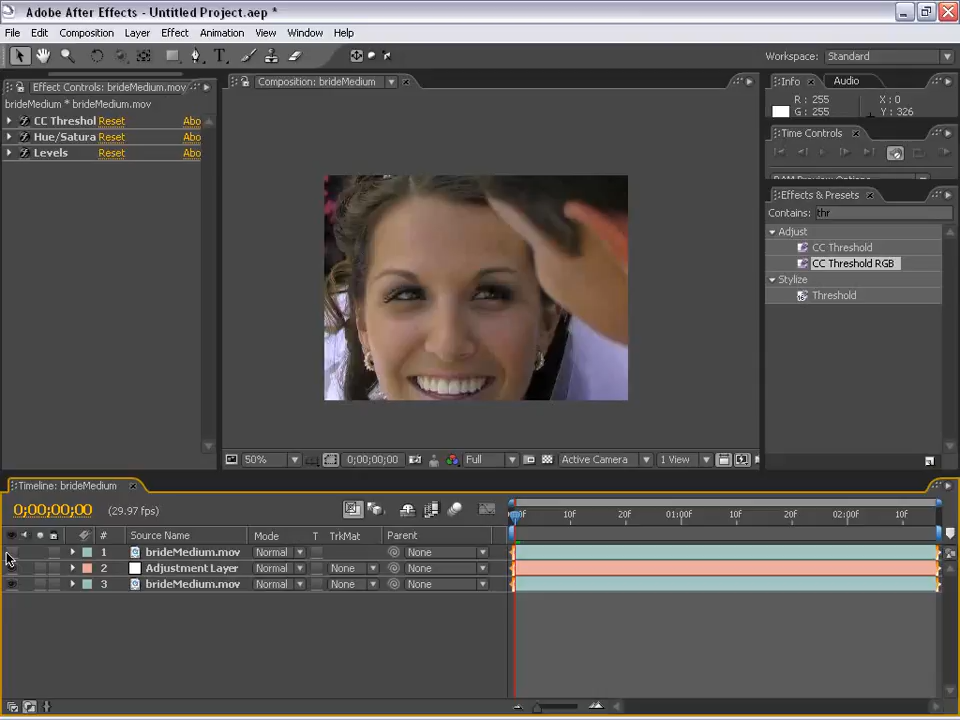 Adobe After Effects - Untitled Project.aep *
File Edit Composition Layer Effect Animation View Window Help
Workspace: Standard
Effect Controls: brideMedium.mov
Composition: brideMedium
Info Audio
brideMedium * brideMedium.mov
R: 255 X: 0
G: 255 Y: 326
CC Threshol Reset Abo
Hue/Satura Reset Abo
Levels Reset Abo
Time Controls
Effects & Presets
Contains: thr
Adjust
CC Threshold
CC Threshold RGB
Stylize
Threshold
50% 0;00;00;00 Full Active Camera 1 View
Timeline: brideMedium
0;00;00;00 (29.97 fps)
10f 20f 01:00f 10f 20f 02:00f 10f
# Source Name Mode T TrkMat Parent
1 brideMedium.mov Normal None
2 Adjustment Layer Normal None None
3 brideMedium.mov Normal None None